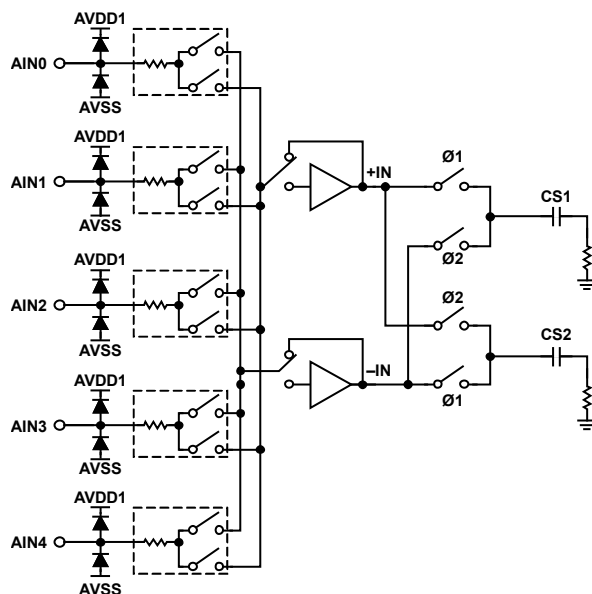 AVDD1
AIN0
AVSS
AVDD1
AIN1
AVSS
+IN
Ø1
Ø2
CS1
AVDD1
AIN2
AVSS
Ø2
CS2
–IN
Ø1
AVDD1
AIN3
AVSS
AVDD1
AIN4
AVSS